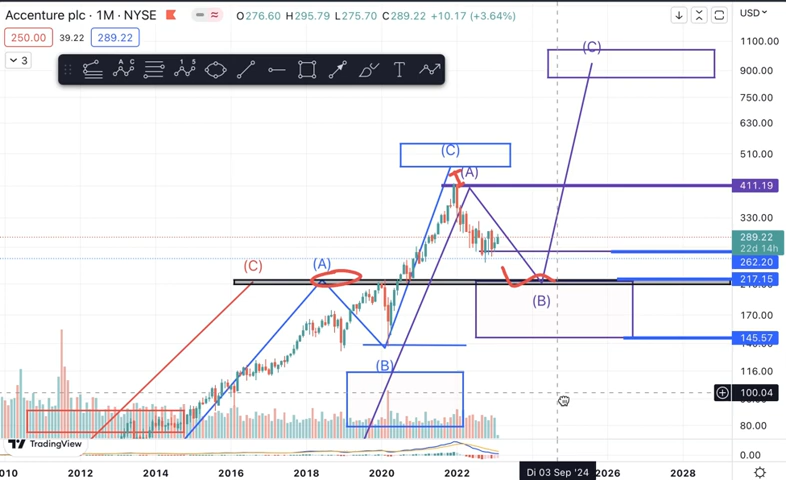 Accenture plc · 1M · NYSE O276.60 H295.79 L275.70 C289.22 +10.17 (+3.64%)
USD
250.00 39.22 289.22
3
A C
1 5
T
1100.00
900.00
750.00
630.00
510.00
411.19
330.00
289.22
22d 14h
262.20
217.15
170.00
145.57
116.00
100.04
80.00
0.00
(C)
(C)
(A)
(C)
(A)
(B)
(B)
TradingView
2010 2012 2014 2016 2018 2020 2022 Di 03 Sep '24 2026 2028